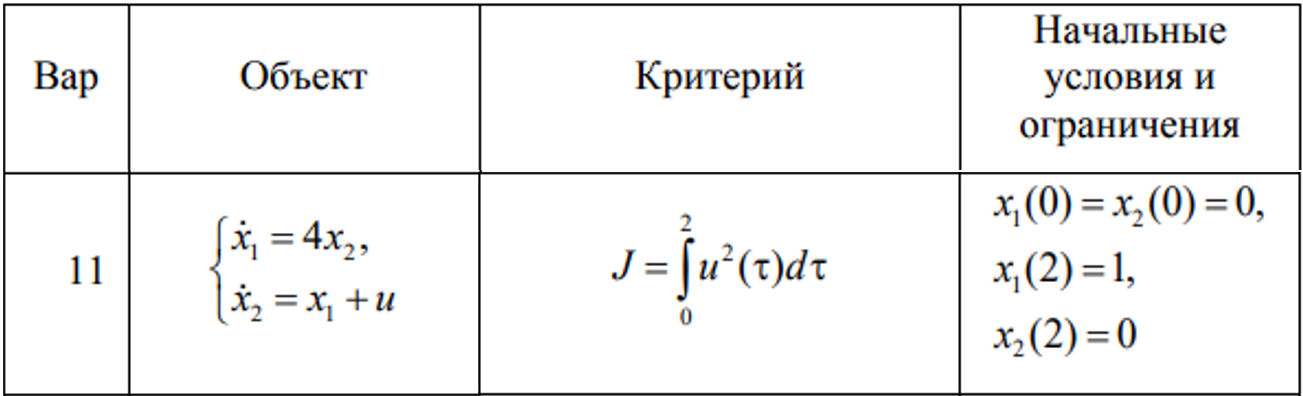 Вар Объект Критерий Начальные условия и ограничения
11
ẋ₁ = 4x₂,
ẋ₂ = x₁ + u
J = ∫₀² u²(τ)dτ
x₁(0) = x₂(0) = 0,
x₁(2) = 1,
x₂(2) = 0